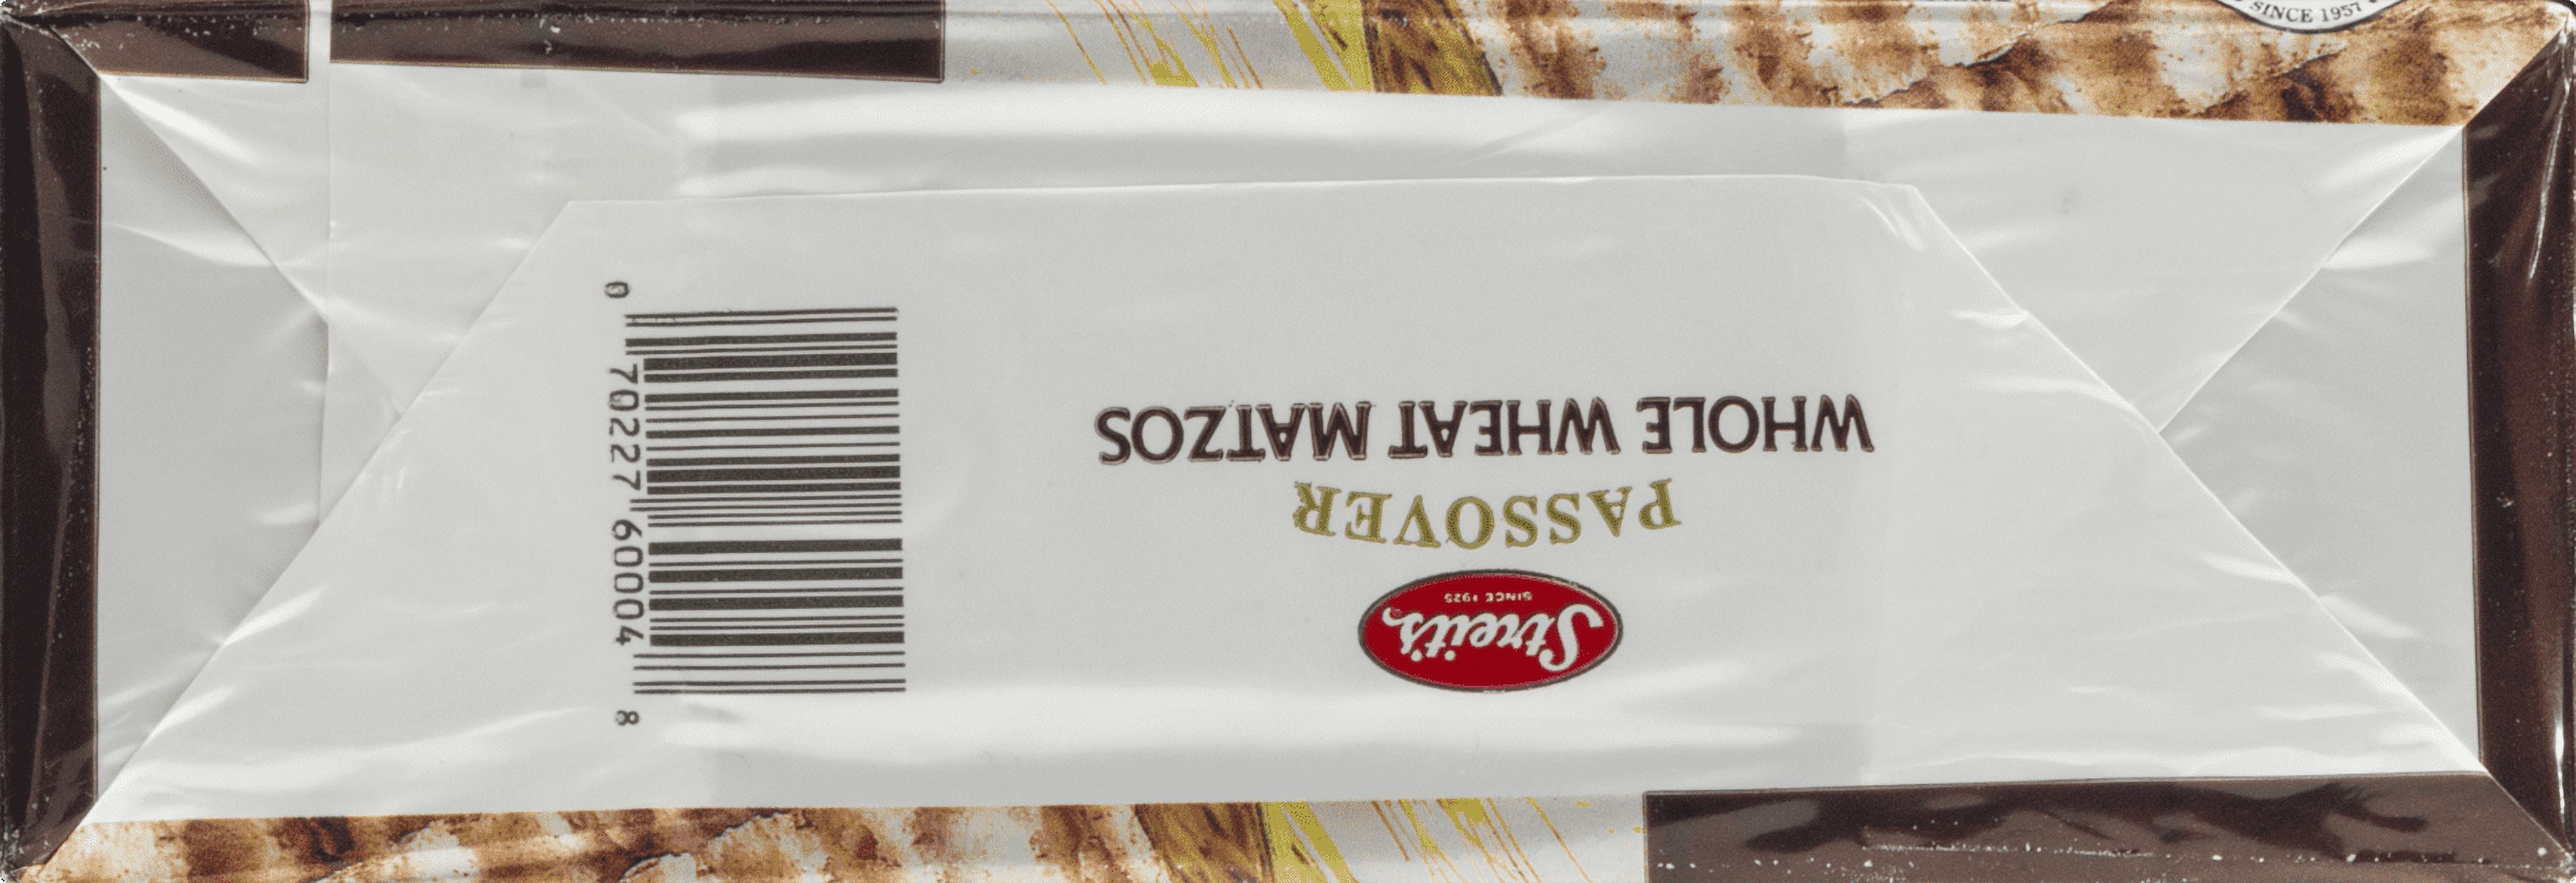 Streit's®
SINCE 1925
PASSOVER
WHOLE WHEAT MATZOS
0 70227 60004 8
SINCE 1957